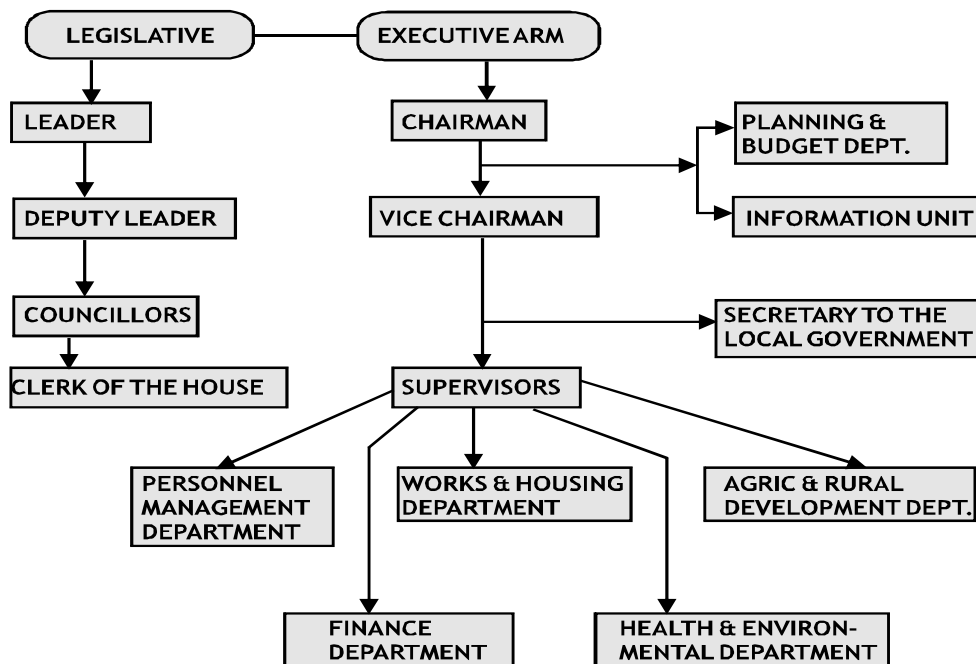 LEGISLATIVE
EXECUTIVE ARM
LEADER
CHAIRMAN
PLANNING &
BUDGET DEPT.
DEPUTY LEADER
VICE CHAIRMAN
INFORMATION UNIT
COUNCILLORS
SECRETARY TO THE
LOCAL GOVERNMENT
CLERK OF THE HOUSE
SUPERVISORS
PERSONNEL
MANAGEMENT
DEPARTMENT
WORKS & HOUSING
DEPARTMENT
AGRIC & RURAL
DEVELOPMENT DEPT.
FINANCE
DEPARTMENT
HEALTH & ENVIRON-
MENTAL DEPARTMENT